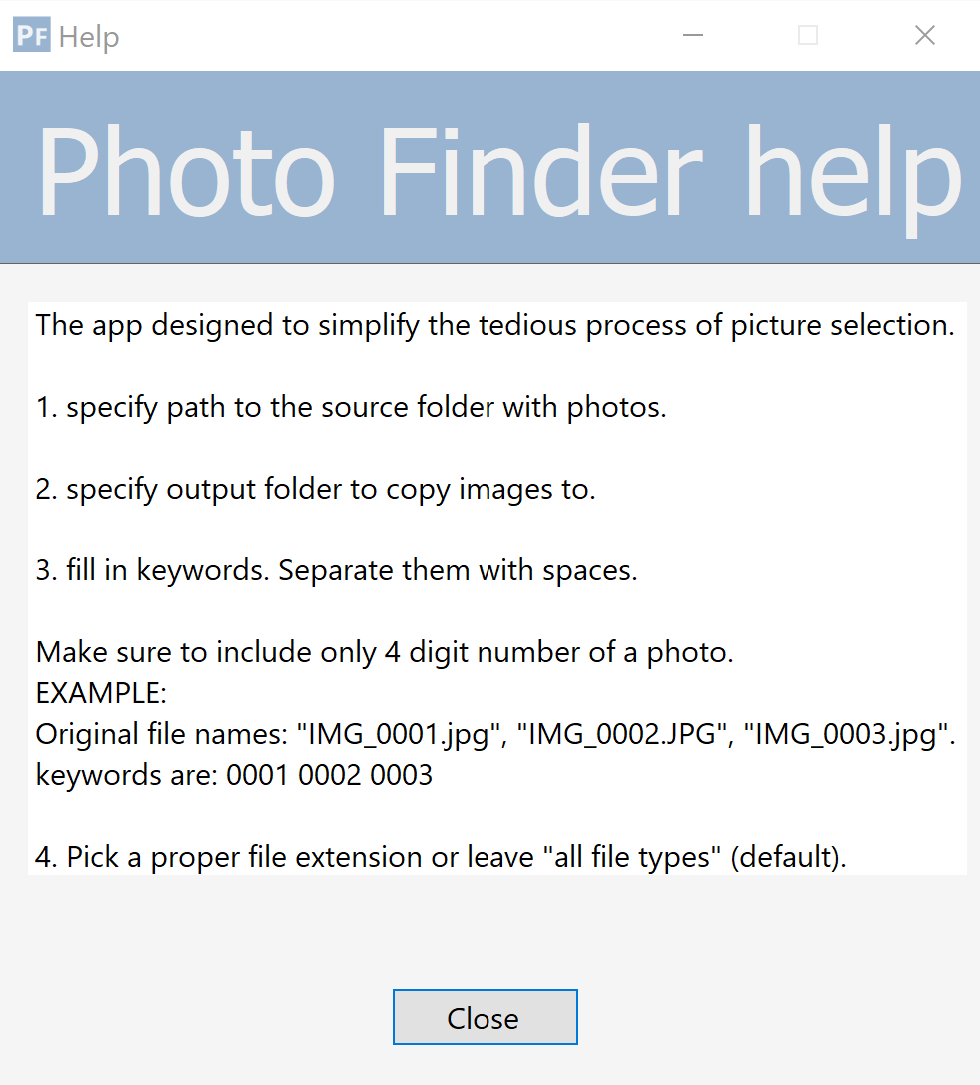 PF Help
Photo Finder help
The app designed to simplify the tedious process of picture selection.
1. specify path to the source folder with photos.
2. specify output folder to copy images to.
3. fill in keywords. Separate them with spaces.
Make sure to include only 4 digit number of a photo.
EXAMPLE:
Original file names: "IMG_0001.jpg", "IMG_0002.JPG", "IMG_0003.jpg".
keywords are: 0001 0002 0003
4. Pick a proper file extension or leave "all file types" (default).
Close